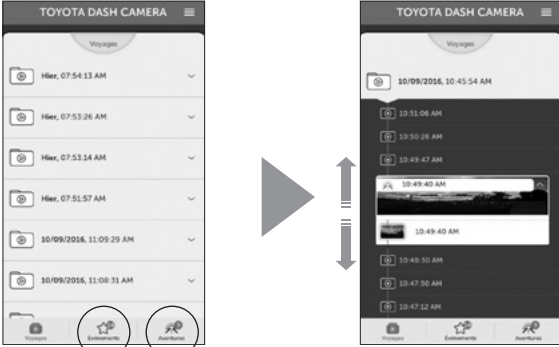 TOYOTA DASH CAMERA
Voyages
Hier, 07:54:13 AM
Hier, 07:53:26 AM
Hier, 07:53:14 AM
Hier, 07:51:57 AM
10/09/2016, 11:09:29 AM
10/09/2016, 11:08:31 AM
Voyages
Evénements
Aventures
TOYOTA DASH CAMERA
Voyages
10/09/2016, 10:45:54 AM
10:51:06 AM
10:50:26 AM
10:49:47 AM
10:49:40 AM
10:49:40 AM
10:48:30 AM
10:47:50 AM
10:47:12 AM
Voyages
Evénements
Aventures